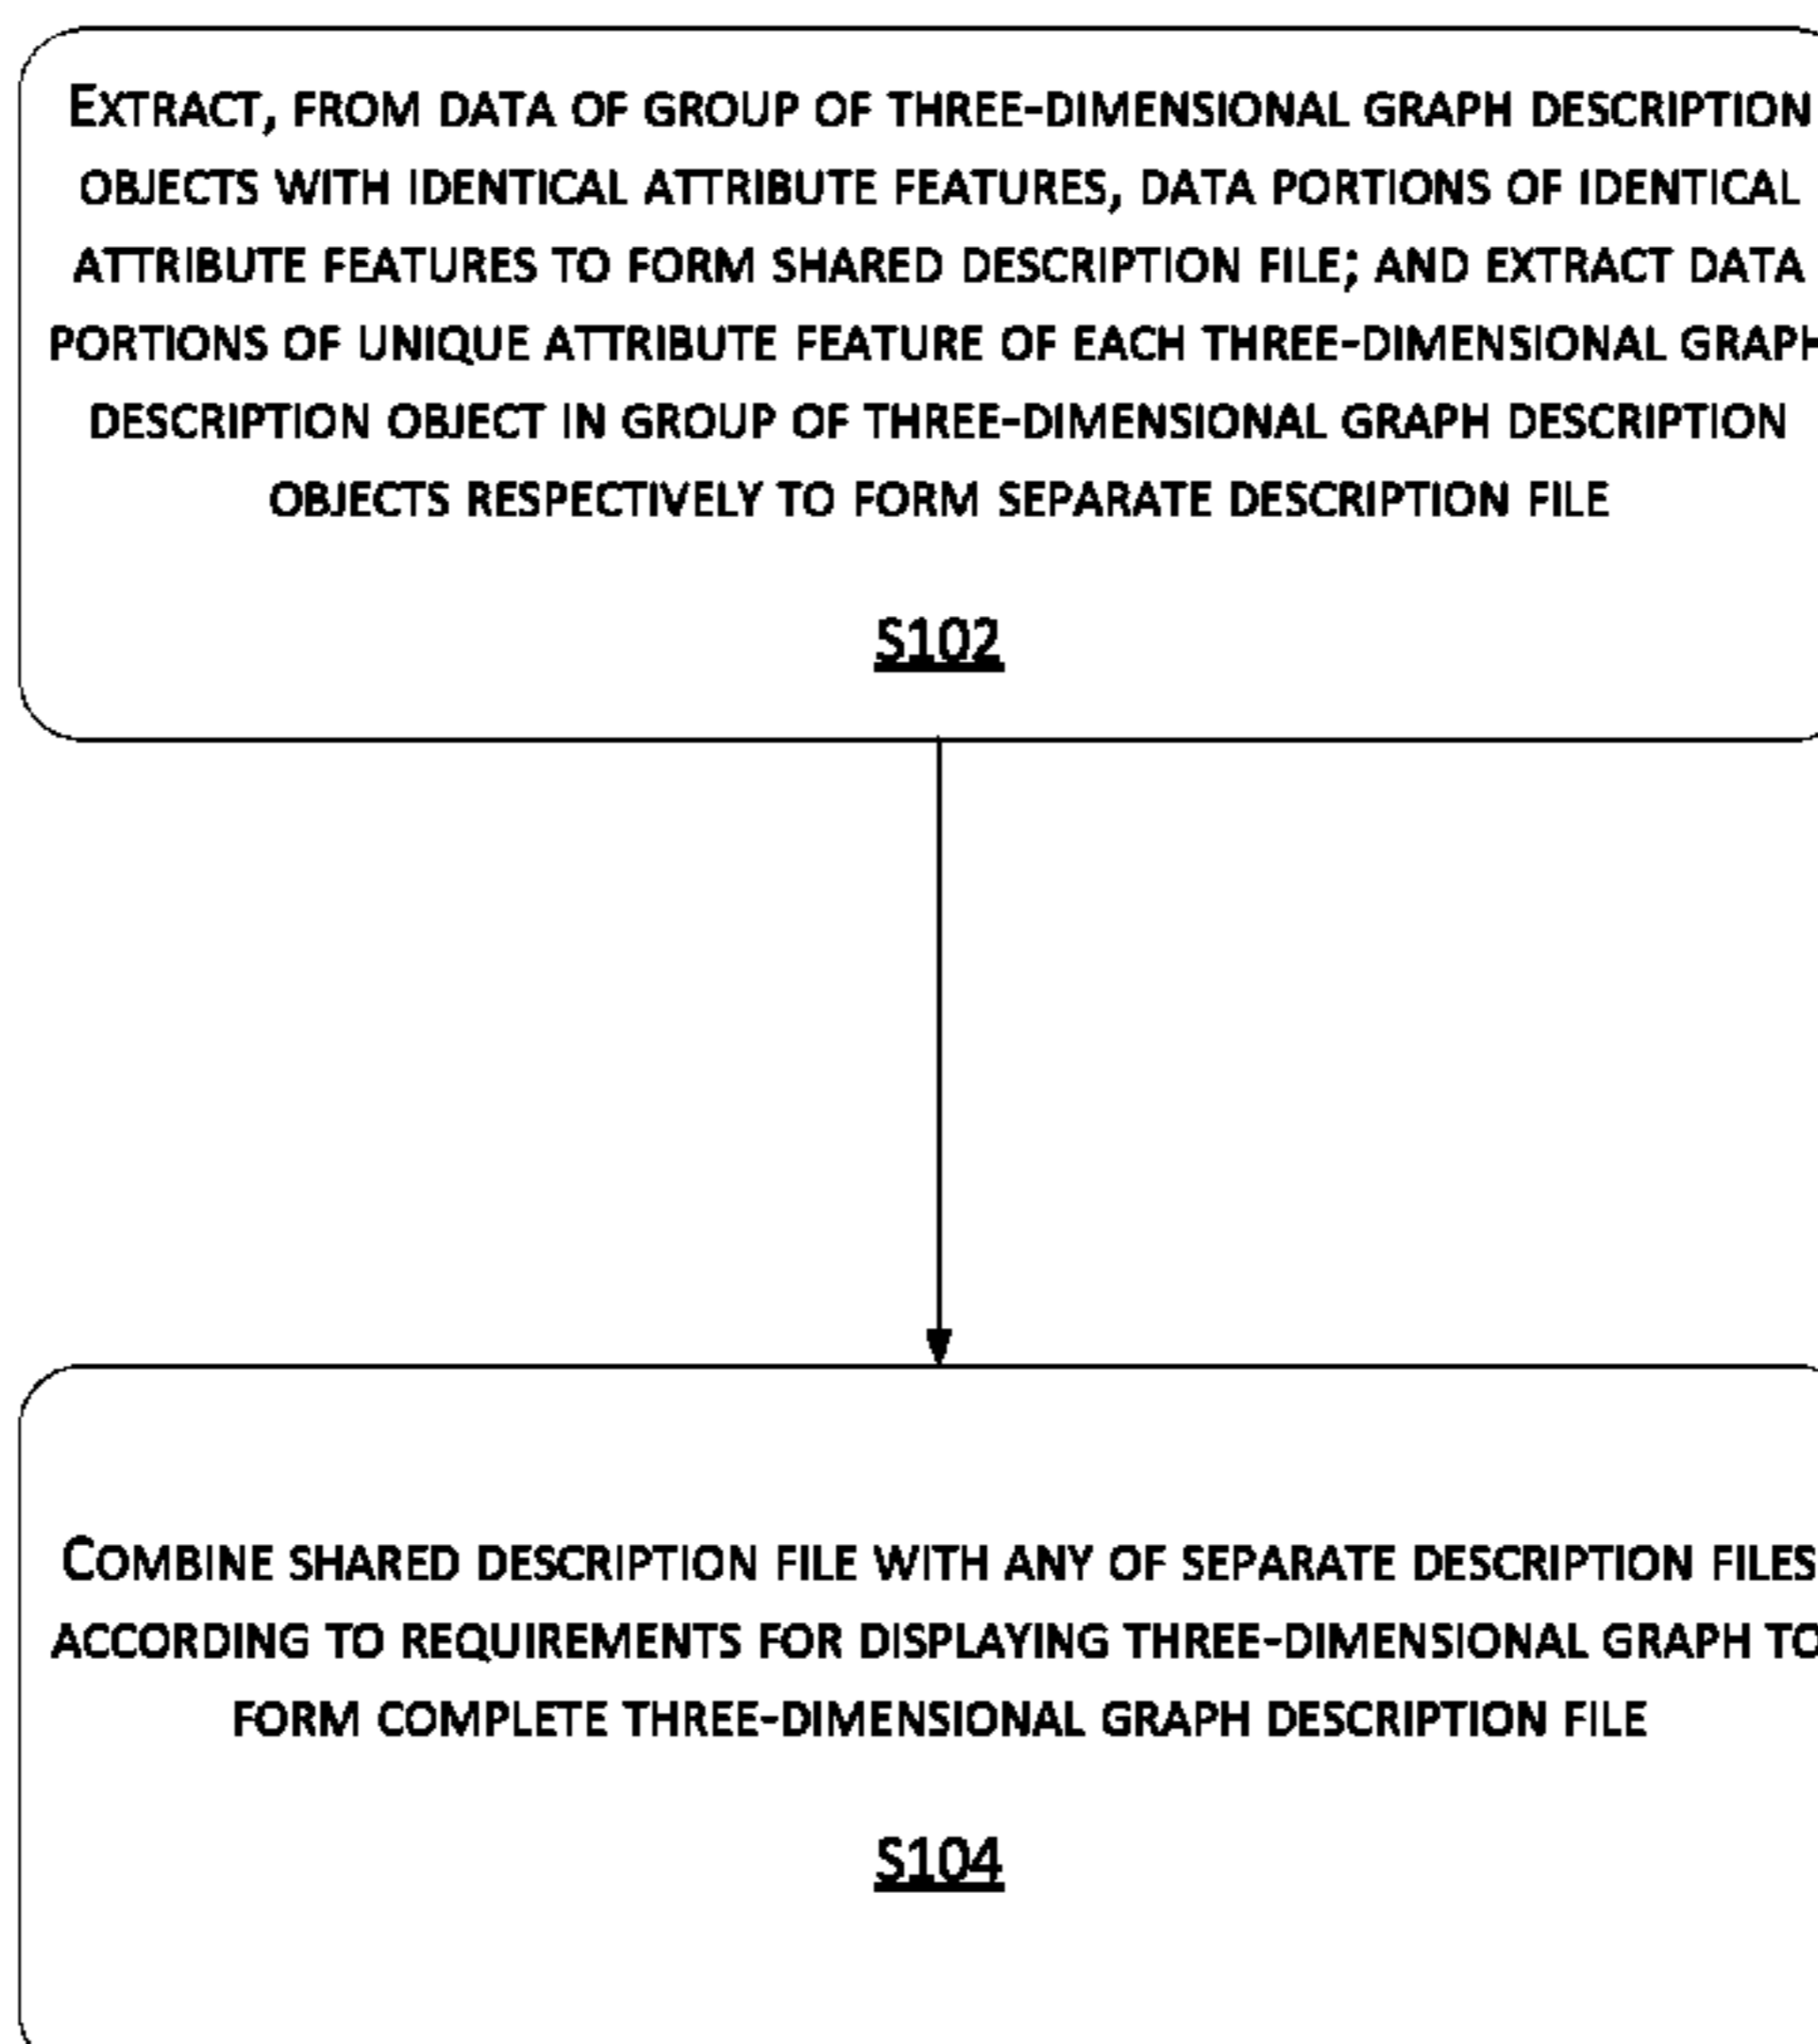 EXTRACT, FROM DATA OF GROUP OF THREE-DIMENSIONAL GRAPH DESCRIPTION
OBJECTS WITH IDENTICAL ATTRIBUTE FEATURES, DATA PORTIONS OF IDENTICAL
ATTRIBUTE FEATURES TO FORM SHARED DESCRIPTION FILE; AND EXTRACT DATA
PORTIONS OF UNIQUE ATTRIBUTE FEATURE OF EACH THREE-DIMENSIONAL GRAPH
DESCRIPTION OBJECT IN GROUP OF THREE-DIMENSIONAL GRAPH DESCRIPTION
OBJECTS RESPECTIVELY TO FORM SEPARATE DESCRIPTION FILE
S102
COMBINE SHARED DESCRIPTION FILE WITH ANY OF SEPARATE DESCRIPTION FILES
ACCORDING TO REQUIREMENTS FOR DISPLAYING THREE-DIMENSIONAL GRAPH TO
FORM COMPLETE THREE-DIMENSIONAL GRAPH DESCRIPTION FILE
S104